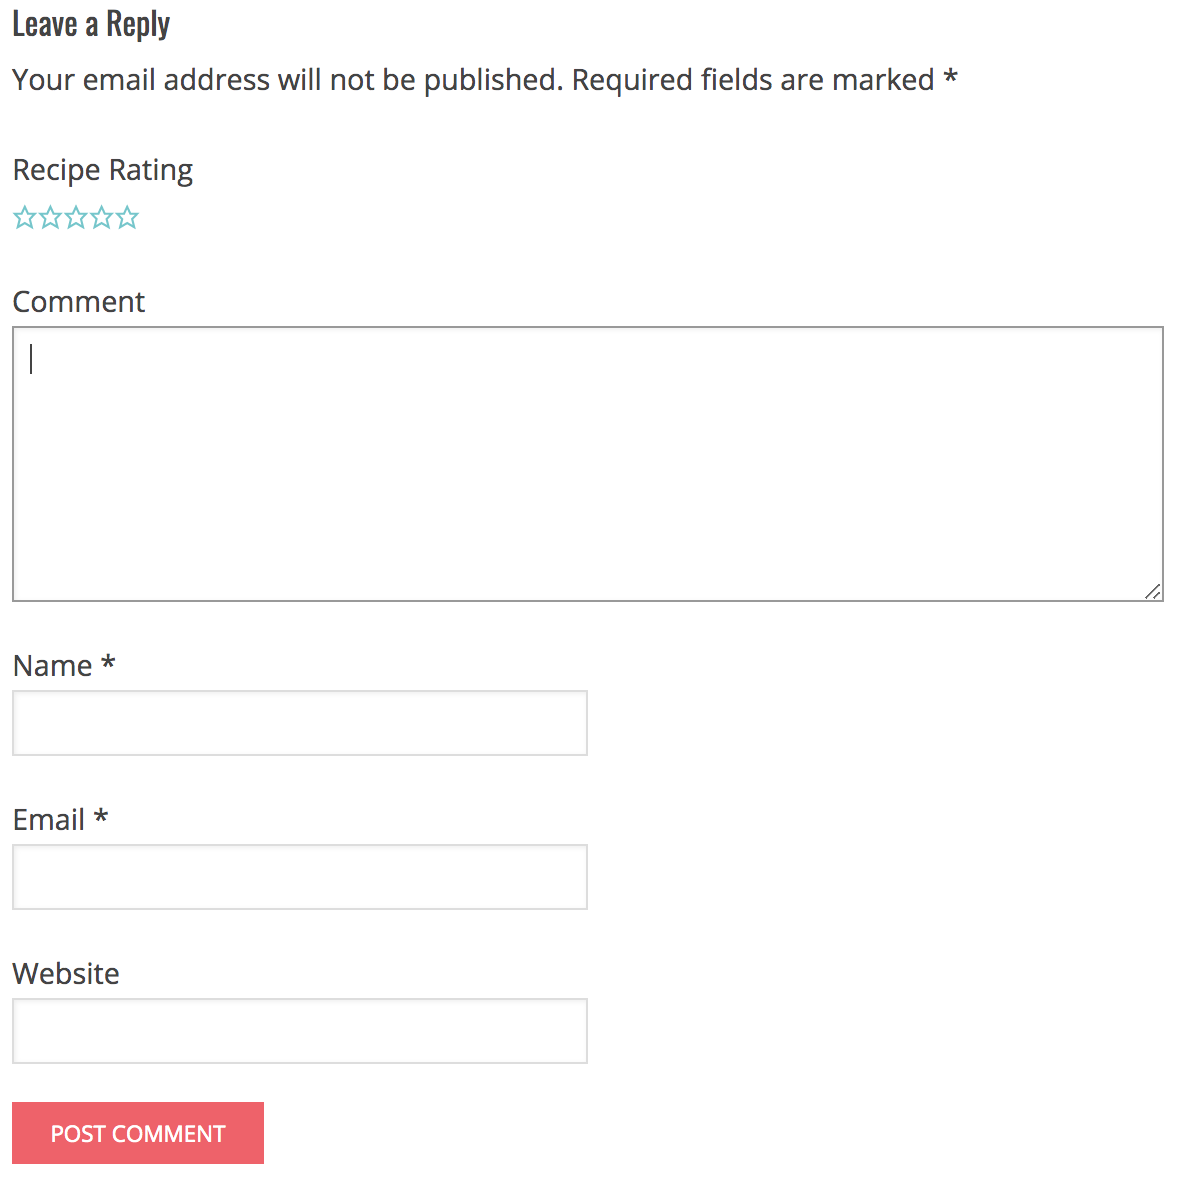 Leave a Reply
Your email address will not be published. Required fields are marked *
Recipe Rating
Comment
Name *
Email *
Website
POST COMMENT